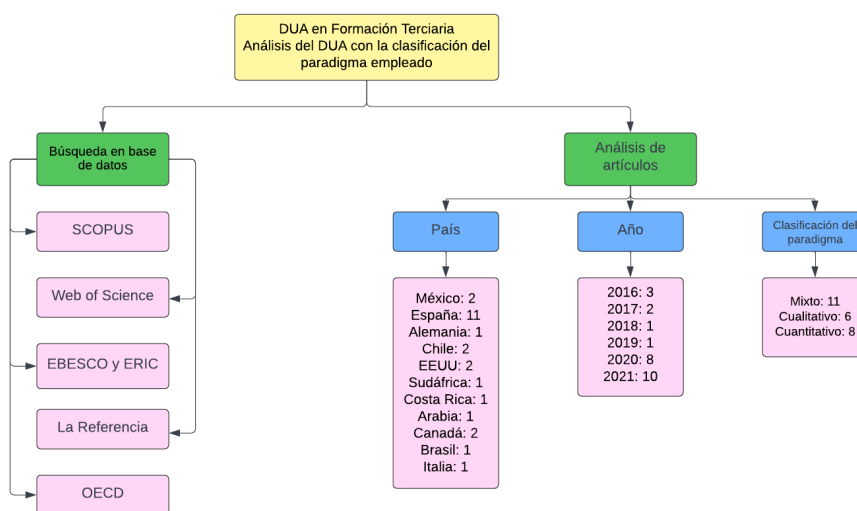 DUA en Formación Terciaria
Análisis del DUA con la clasificación del
paradigma empleado
Búsqueda en base
de datos
SCOPUS
Web of Science
EBESCO y ERIC
La Referencia
OECD
Análisis de
artículos
País
México: 2
España: 11
Alemania: 1
Chile: 2
EEUU: 2
Sudáfrica: 1
Costa Rica: 1
Arabia: 1
Canadá: 2
Brasil: 1
Italia: 1
Año
2016: 3
2017: 2
2018: 1
2019: 1
2020: 8
2021: 10
Clasificación del
paradigma
Mixto: 11
Cualitativo: 6
Cuantitativo: 8